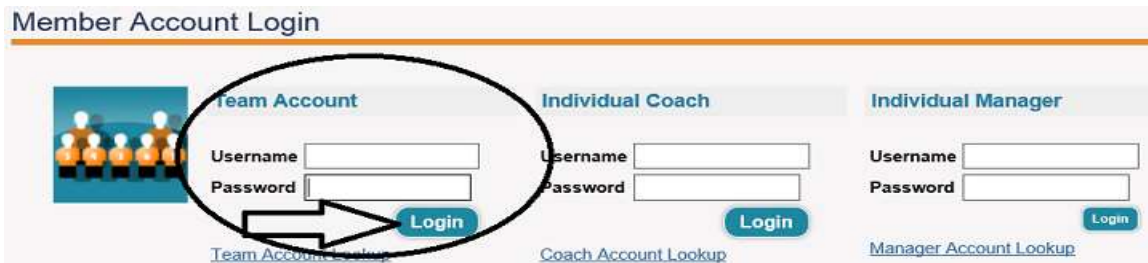 Member Account Login
Team Account
Username
Password
Login
Team Account Lookup
Individual Coach
Username
Password
Login
Coach Account Lookup
Individual Manager
Username
Password
Login
Manager Account Lookup